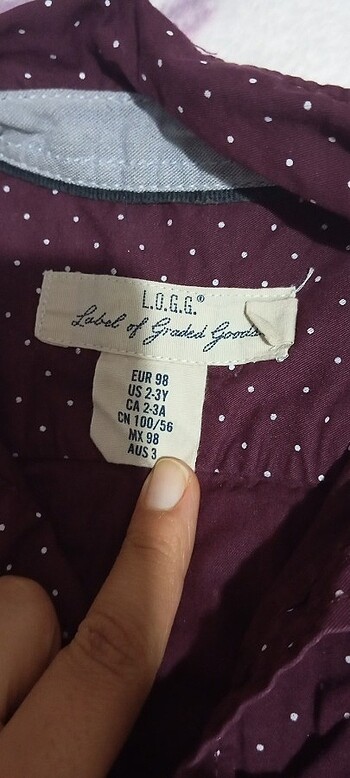 L.O.G.G.®
Label of Graded Goods
EUR 98
US 2-3Y
CA 2-3A
CN 100/56
MX 98
AUS 3